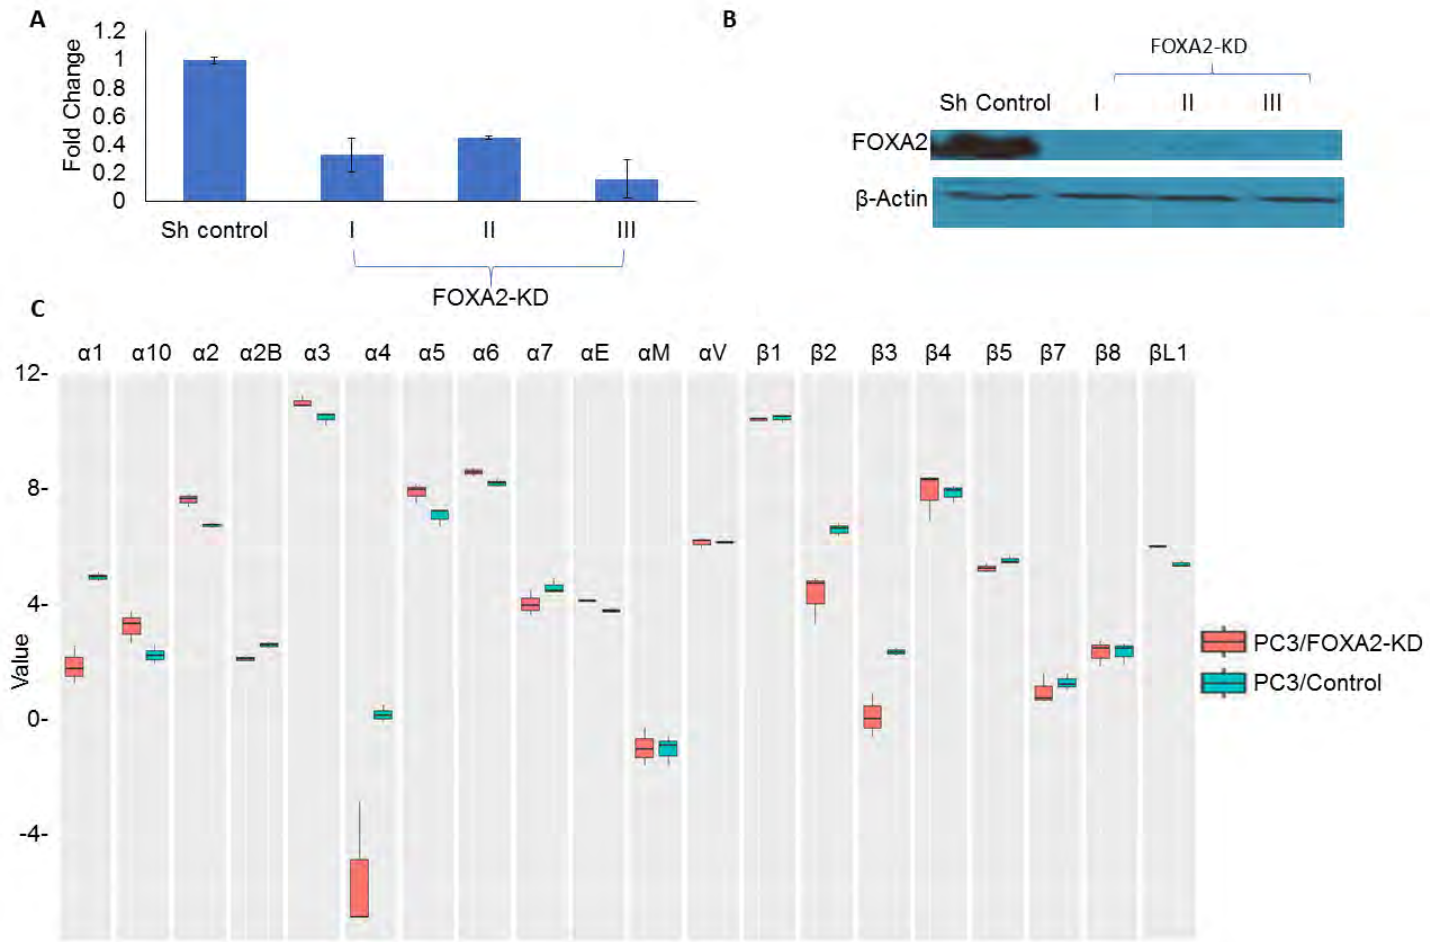 A
1.2
1
0.8
0.6
0.4
0.2
0
Fold Change
Sh control I II III
FOXA2-KD
B
FOXA2-KD
Sh Control I II III
FOXA2
β-Actin
C
α1 α10 α2 α2B α3 α4 α5 α6 α7 αE αM αV β1 β2 β3 β4 β5 β7 β8 βL1
12-
8-
4-
0-
-4-
Value
PC3/FOXA2-KD
PC3/Control